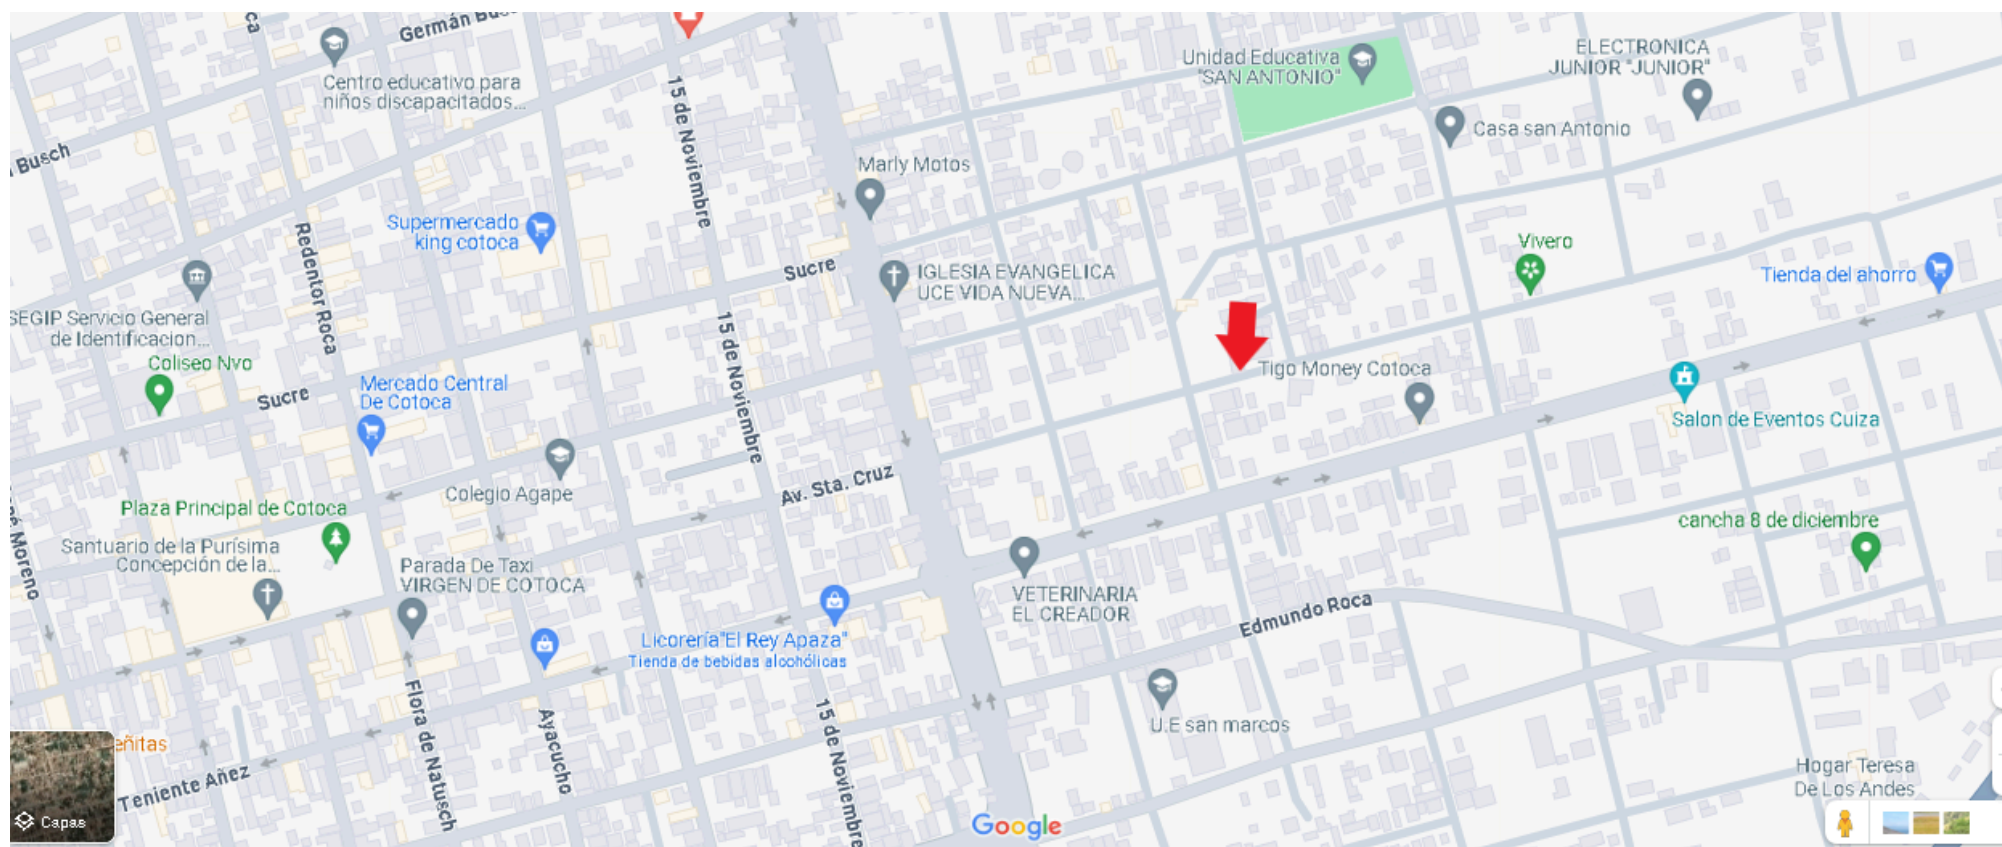 Germán Busch
Centro educativo para
niños discapacitados...
Busch
15 de Noviembre
Unidad Educativa
"SAN ANTONIO"
ELECTRONICA
JUNIOR "JUNIOR"
Casa san Antonio
Marly Motos
Supermercado
king cotoca
Redentor Roca
Sucre
IGLESIA EVANGELICA
UCE VIDA NUEVA...
Vivero
Tienda del ahorro
SEGIP Servicio General
de Identificacion...
Coliseo Nvo
15 de Noviembre
Mercado Central
De Cotoca
Sucre
Tigo Money Cotoca
Salon de Eventos Cuiza
Colegio Agape
Av. Sta. Cruz
Plaza Principal de Cotoca
Santuario de la Purísima
Concepción de la...
Moreno
cancha 8 de diciembre
Parada De Taxi
VIRGEN DE COTOCA
VETERINARIA
EL CREADOR
Edmundo Roca
Licorería"El Rey Apaza"
Tienda de bebidas alcohólicas
U.E san marcos
Flora de Natusch
Ayacucho
15 de Noviembre
eñitas
Teniente Añez
Hogar Teresa
De Los Andes
Capas
Google